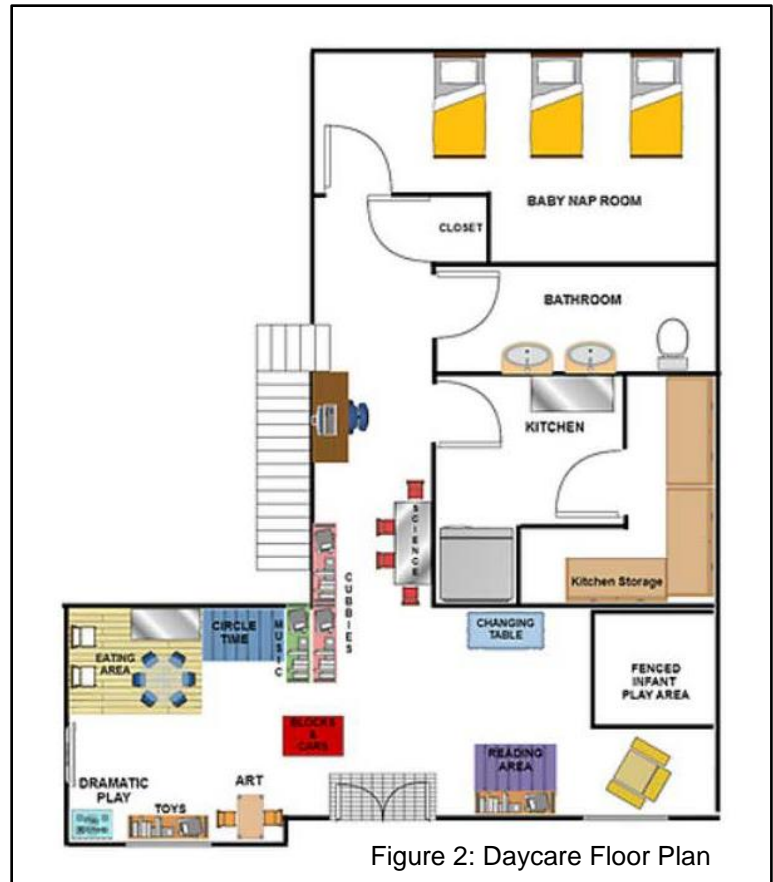 BABY NAP ROOM
CLOSET
BATHROOM
KITCHEN
SCIENCE
Kitchen Storage
CUBBIES
CIRCLE
TIME
MUSIC
CHANGING
TABLE
EATING
AREA
FENCED
INFANT
PLAY AREA
BLOCKS
&
CARS
READING
AREA
DRAMATIC
PLAY
ART
TOYS
Figure 2: Daycare Floor Plan